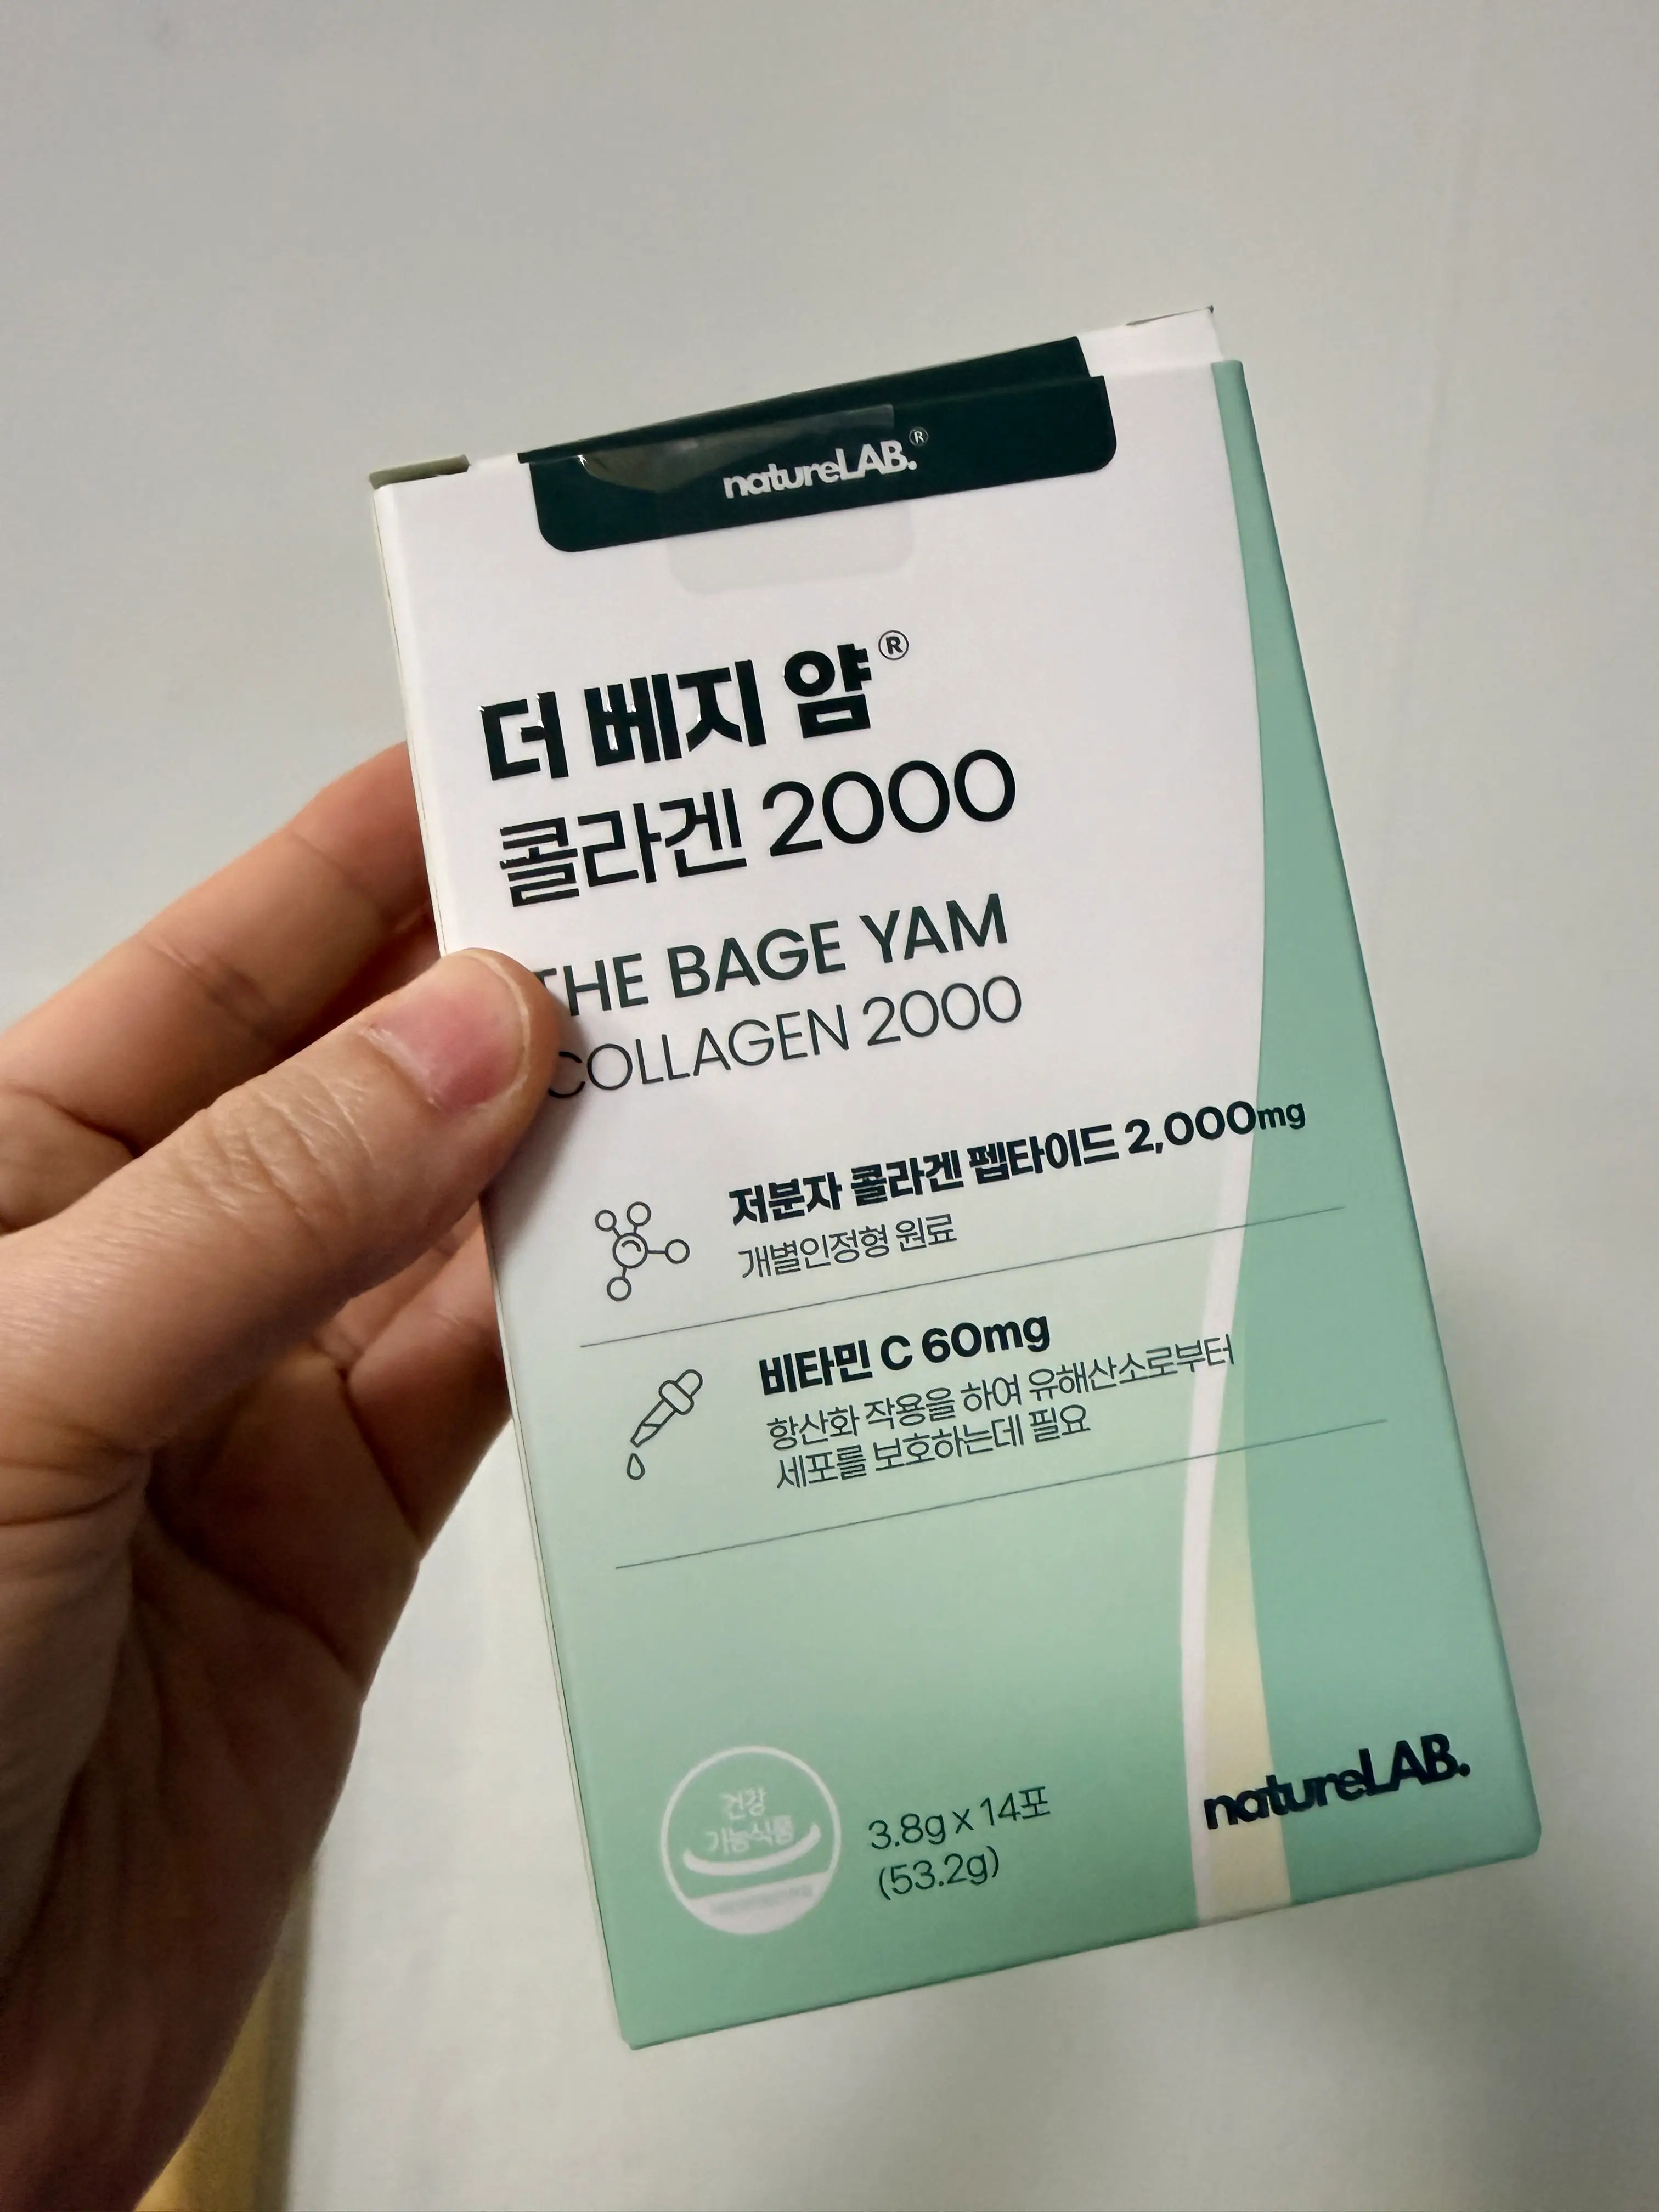 natureLAB.®
더 베지 얌®
콜라겐 2000
THE BAGE YAM
COLLAGEN 2000
저분자 콜라겐 펩타이드 2,000mg
개별인정형 원료
비타민 C 60mg
항산화 작용을 하여 유해산소로부터
세포를 보호하는데 필요
건강
기능식품
3.8g x 14포
(53.2g)
natureLAB.